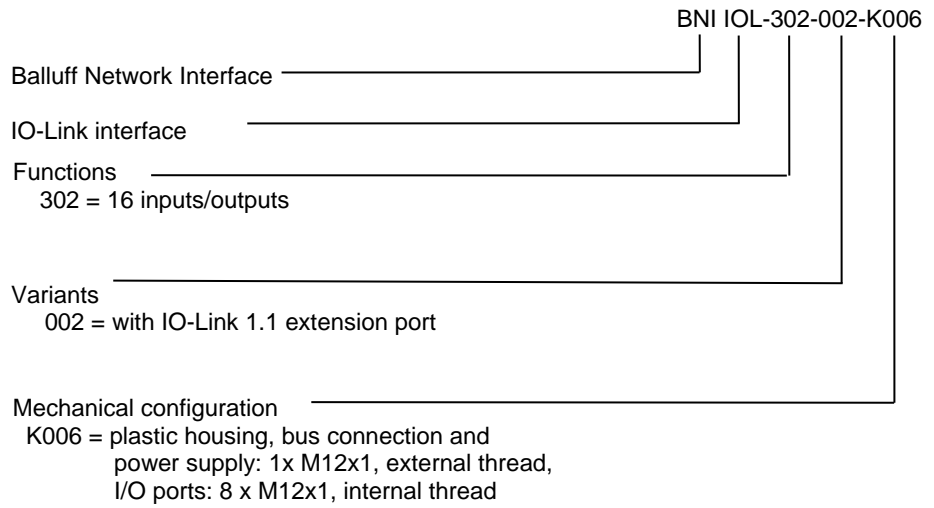 BNI IOL-302-002-K006
Balluff Network Interface
IO-Link interface
Functions
302 = 16 inputs/outputs
Variants
002 = with IO-Link 1.1 extension port
Mechanical configuration
K006 = plastic housing, bus connection and
power supply: 1x M12x1, external thread,
I/O ports: 8 x M12x1, internal thread